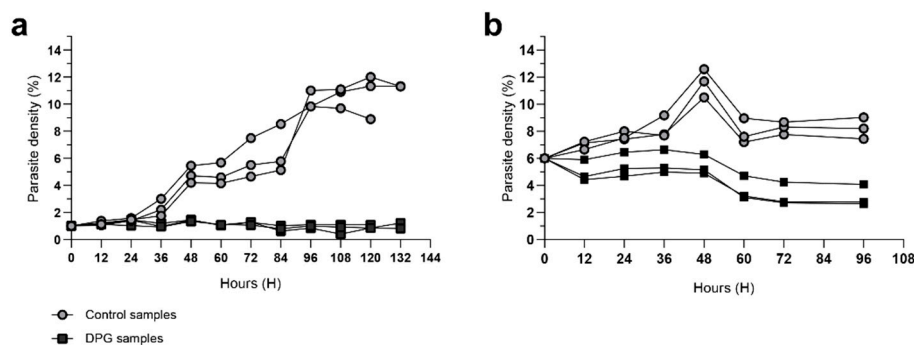 a
Parasite density (%)
14
12
10
8
6
4
2
0
0 12 24 36 48 60 72 84 96 108 120 132 144
Hours (H)
b
Parasite density (%)
14
12
10
8
6
4
2
0
0 12 24 36 48 60 72 84 96 108
Hours (H)
Control samples
DPG samples